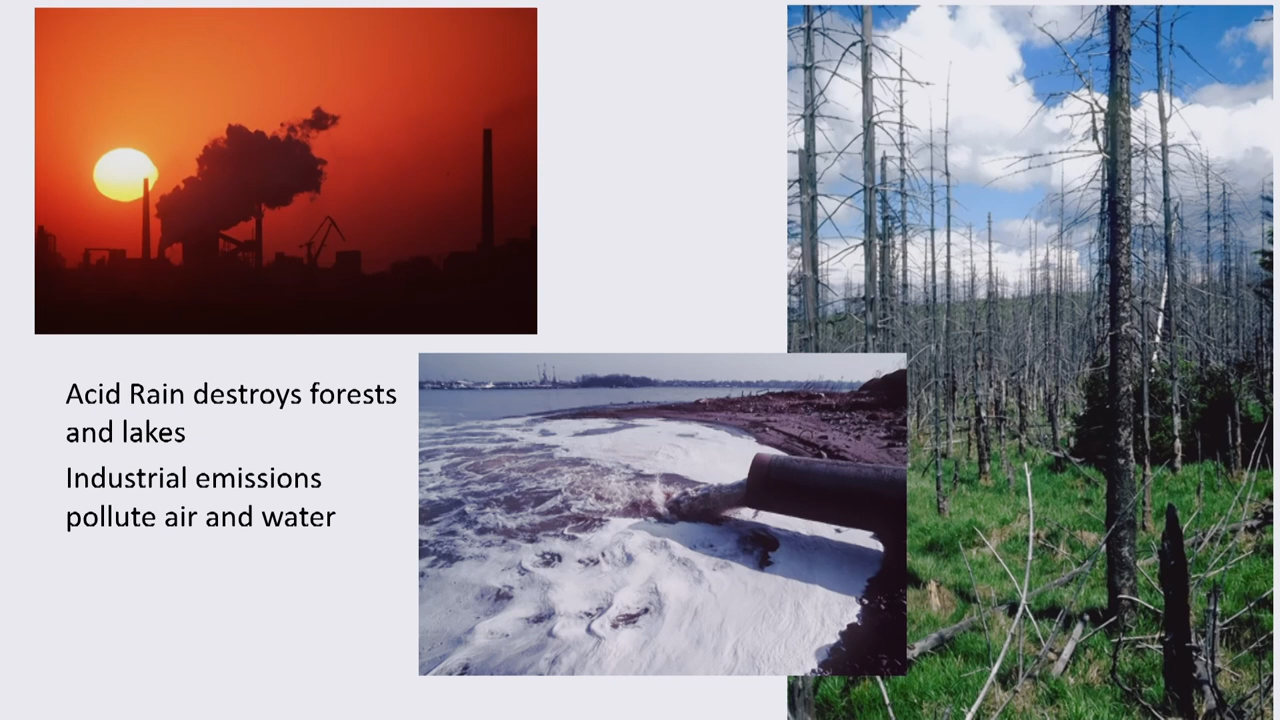 Acid Rain destroys forests
and lakes
Industrial emissions
pollute air and water